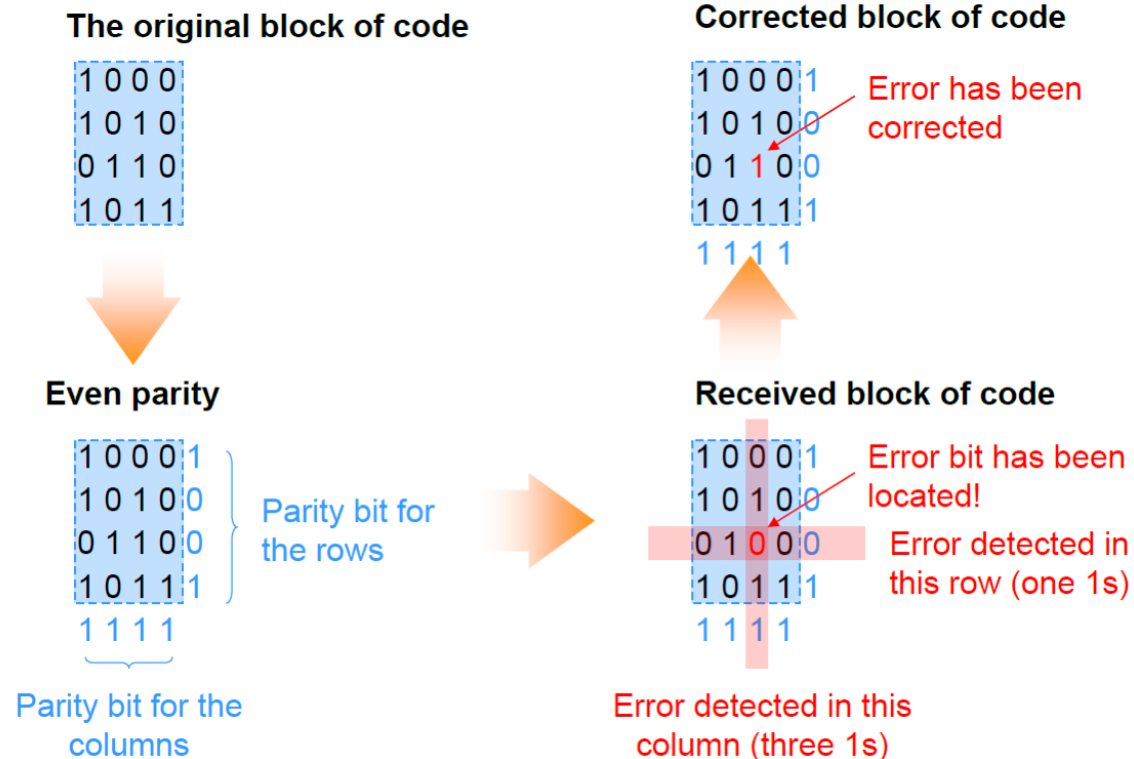 The original block of code
1 0 0 0
1 0 1 0
0 1 1 0
1 0 1 1
Even parity
1 0 0 0 1
1 0 1 0 0
0 1 1 0 0
1 0 1 1 1
1 1 1 1
Parity bit for
the rows
Parity bit for the
columns
Corrected block of code
1 0 0 0 1
1 0 1 0 0
0 1 1 0 0
1 0 1 1 1
1 1 1 1
Error has been
corrected
Received block of code
1 0 0 0 1
1 0 1 0 0
0 1 0 0 0
1 0 1 1 1
1 1 1 1
Error bit has been
located!
Error detected in
this row (one 1s)
Error detected in this
column (three 1s)